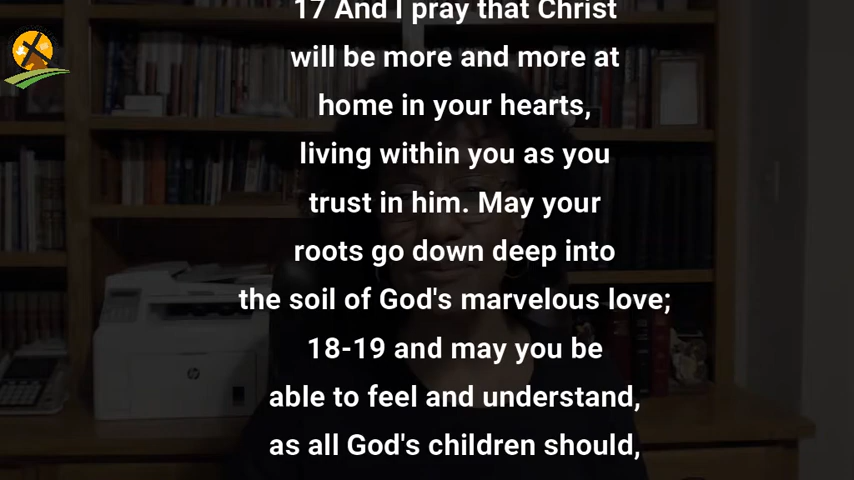 17 And I pray that Christ
will be more and more at
home in your hearts,
living within you as you
trust in him. May your
roots go down deep into
the soil of God's marvelous love;
18-19 and may you be
able to feel and understand,
as all God's children should,
hp